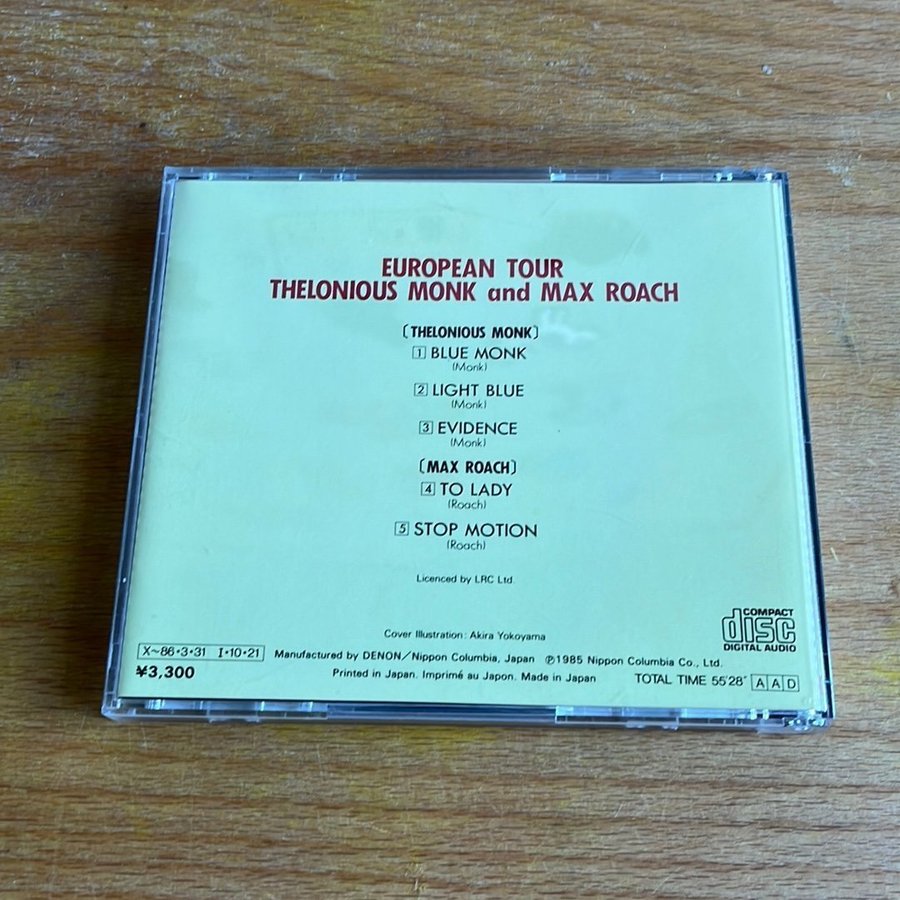 EUROPEAN TOUR
THELONIOUS MONK and MAX ROACH
[THELONIOUS MONK]
1 BLUE MONK
(Monk)
2 LIGHT BLUE
(Monk)
3 EVIDENCE
(Monk)
[MAX ROACH]
4 TO LADY
(Roach)
5 STOP MOTION
(Roach)
Licenced by LRC Ltd.
Cover Illustration: Akira Yokoyama
COMPACT
disc
DIGITAL AUDIO
X~86・3・31 I・10・21 Manufactured by DENON/Nippon Columbia, Japan ℗1985 Nippon Columbia Co., Ltd.
¥3,300 Printed in Japan. Imprimé au Japon. Made in Japan TOTAL TIME 55'28" A A D